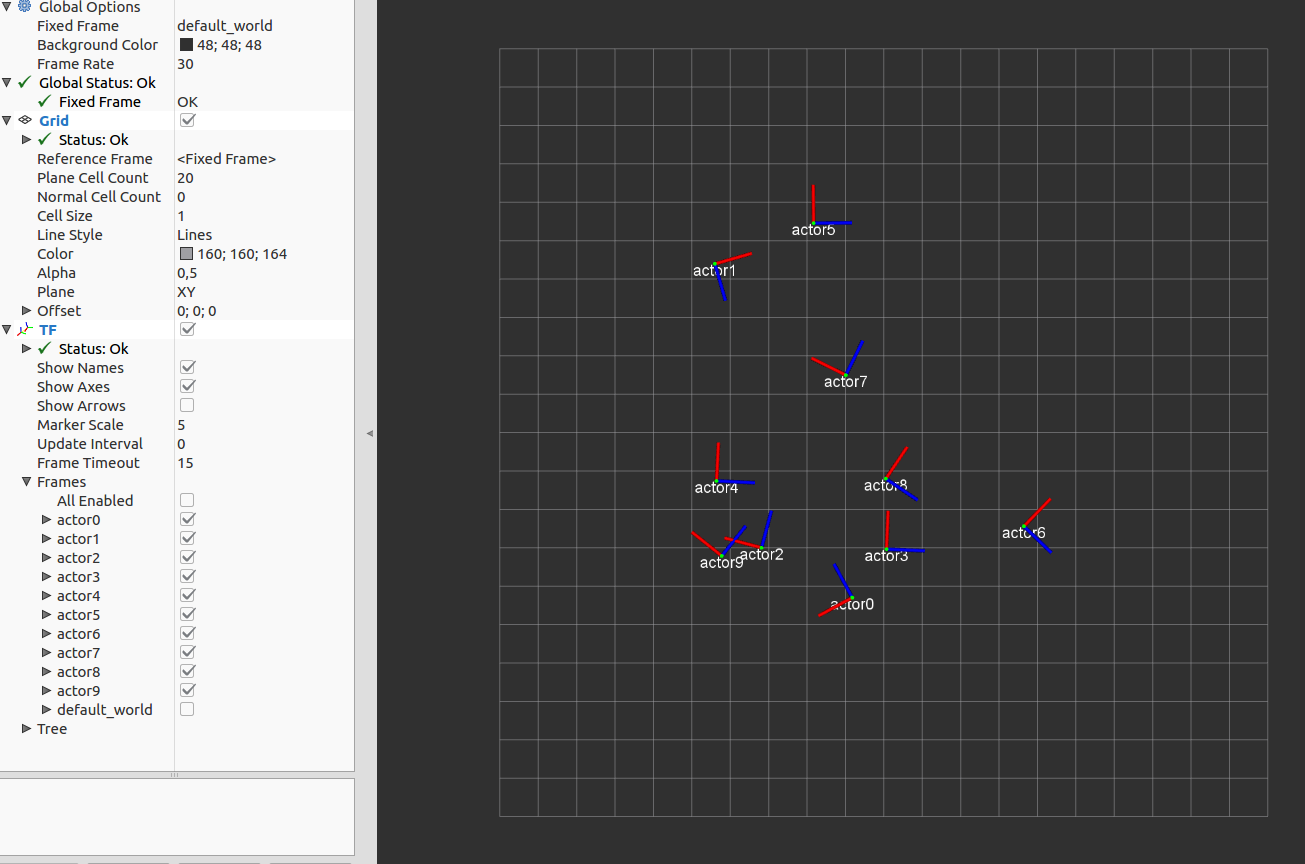 Global Options
Fixed Frame default_world
Background Color 48; 48; 48
Frame Rate 30
Global Status: Ok
Fixed Frame OK
Grid
Status: Ok
Reference Frame <Fixed Frame>
Plane Cell Count 20
Normal Cell Count 0
Cell Size 1
Line Style Lines
Color 160; 160; 164
Alpha 0,5
Plane XY
Offset 0; 0; 0
TF
Status: Ok
Show Names
Show Axes
Show Arrows
Marker Scale 5
Update Interval 0
Frame Timeout 15
Frames
All Enabled
actor0
actor1
actor2
actor3
actor4
actor5
actor6
actor7
actor8
actor9
default_world
Tree
actor5
actor1
actor7
actor4
actor8
actor6
actor9
actor2
actor3
actor0